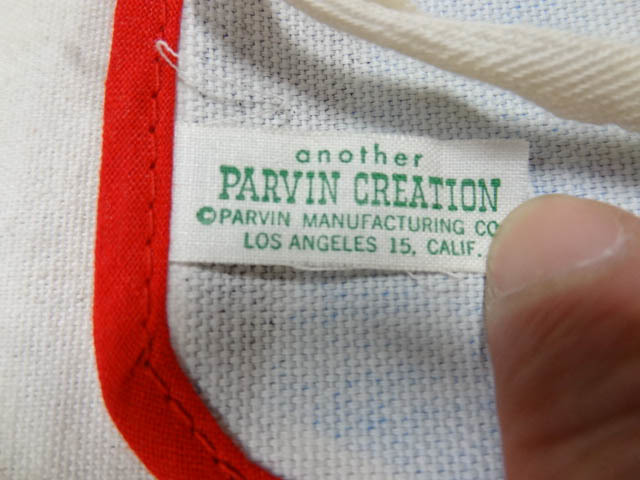 another
PARVIN CREATION
©PARVIN MANUFACTURING CO
LOS ANGELES 15, CALIF.